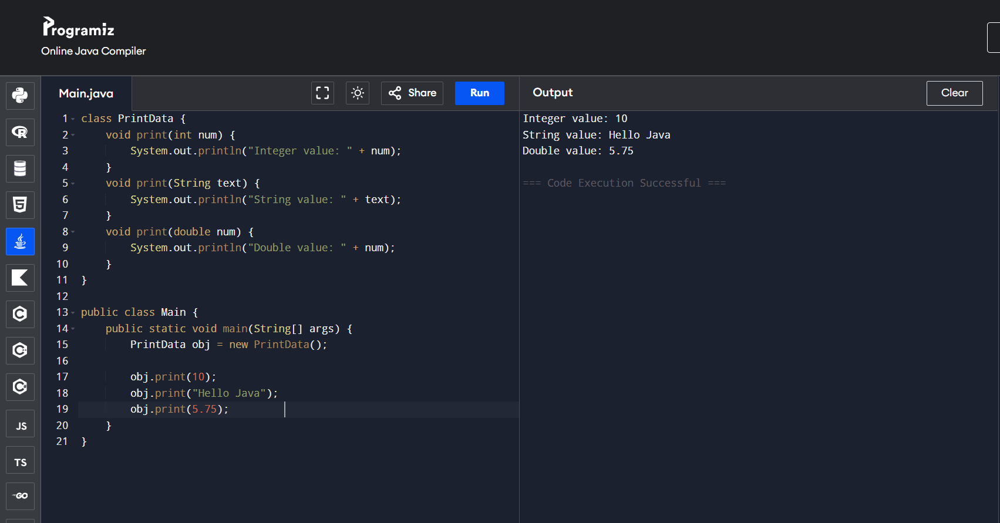 Programiz
Online Java Compiler
Main.java
Share
Run
Output
Clear
1 class PrintData {
2     void print(int num) {
3         System.out.println("Integer value: " + num);
4     }
5     void print(String text) {
6         System.out.println("String value: " + text);
7     }
8     void print(double num) {
9         System.out.println("Double value: " + num);
10     }
11 }
12
13 public class Main {
14     public static void main(String[] args) {
15         PrintData obj = new PrintData();
16
17         obj.print(10);
18         obj.print("Hello Java");
19         obj.print(5.75);
20     }
21 }
Integer value: 10
String value: Hello Java
Double value: 5.75
=== Code Execution Successful ===
R
5
C
C++
C
JS
TS
GO